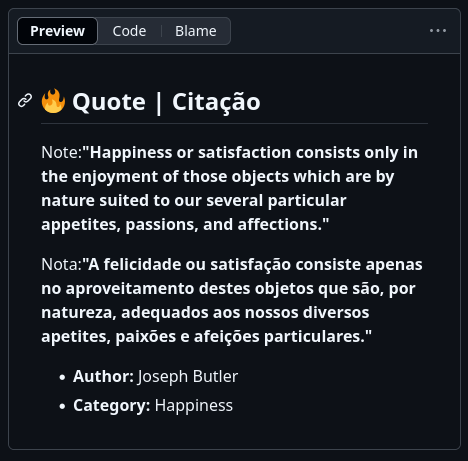 Preview Code Blame
🔥 Quote | Citação
Note:"Happiness or satisfaction consists only in
the enjoyment of those objects which are by
nature suited to our several particular
appetites, passions, and affections."
Nota:"A felicidade ou satisfação consiste apenas
no aproveitamento destes objetos que são, por
natureza, adequados aos nossos diversos
apetites, paixões e afeições particulares."
• Author: Joseph Butler
• Category: Happiness